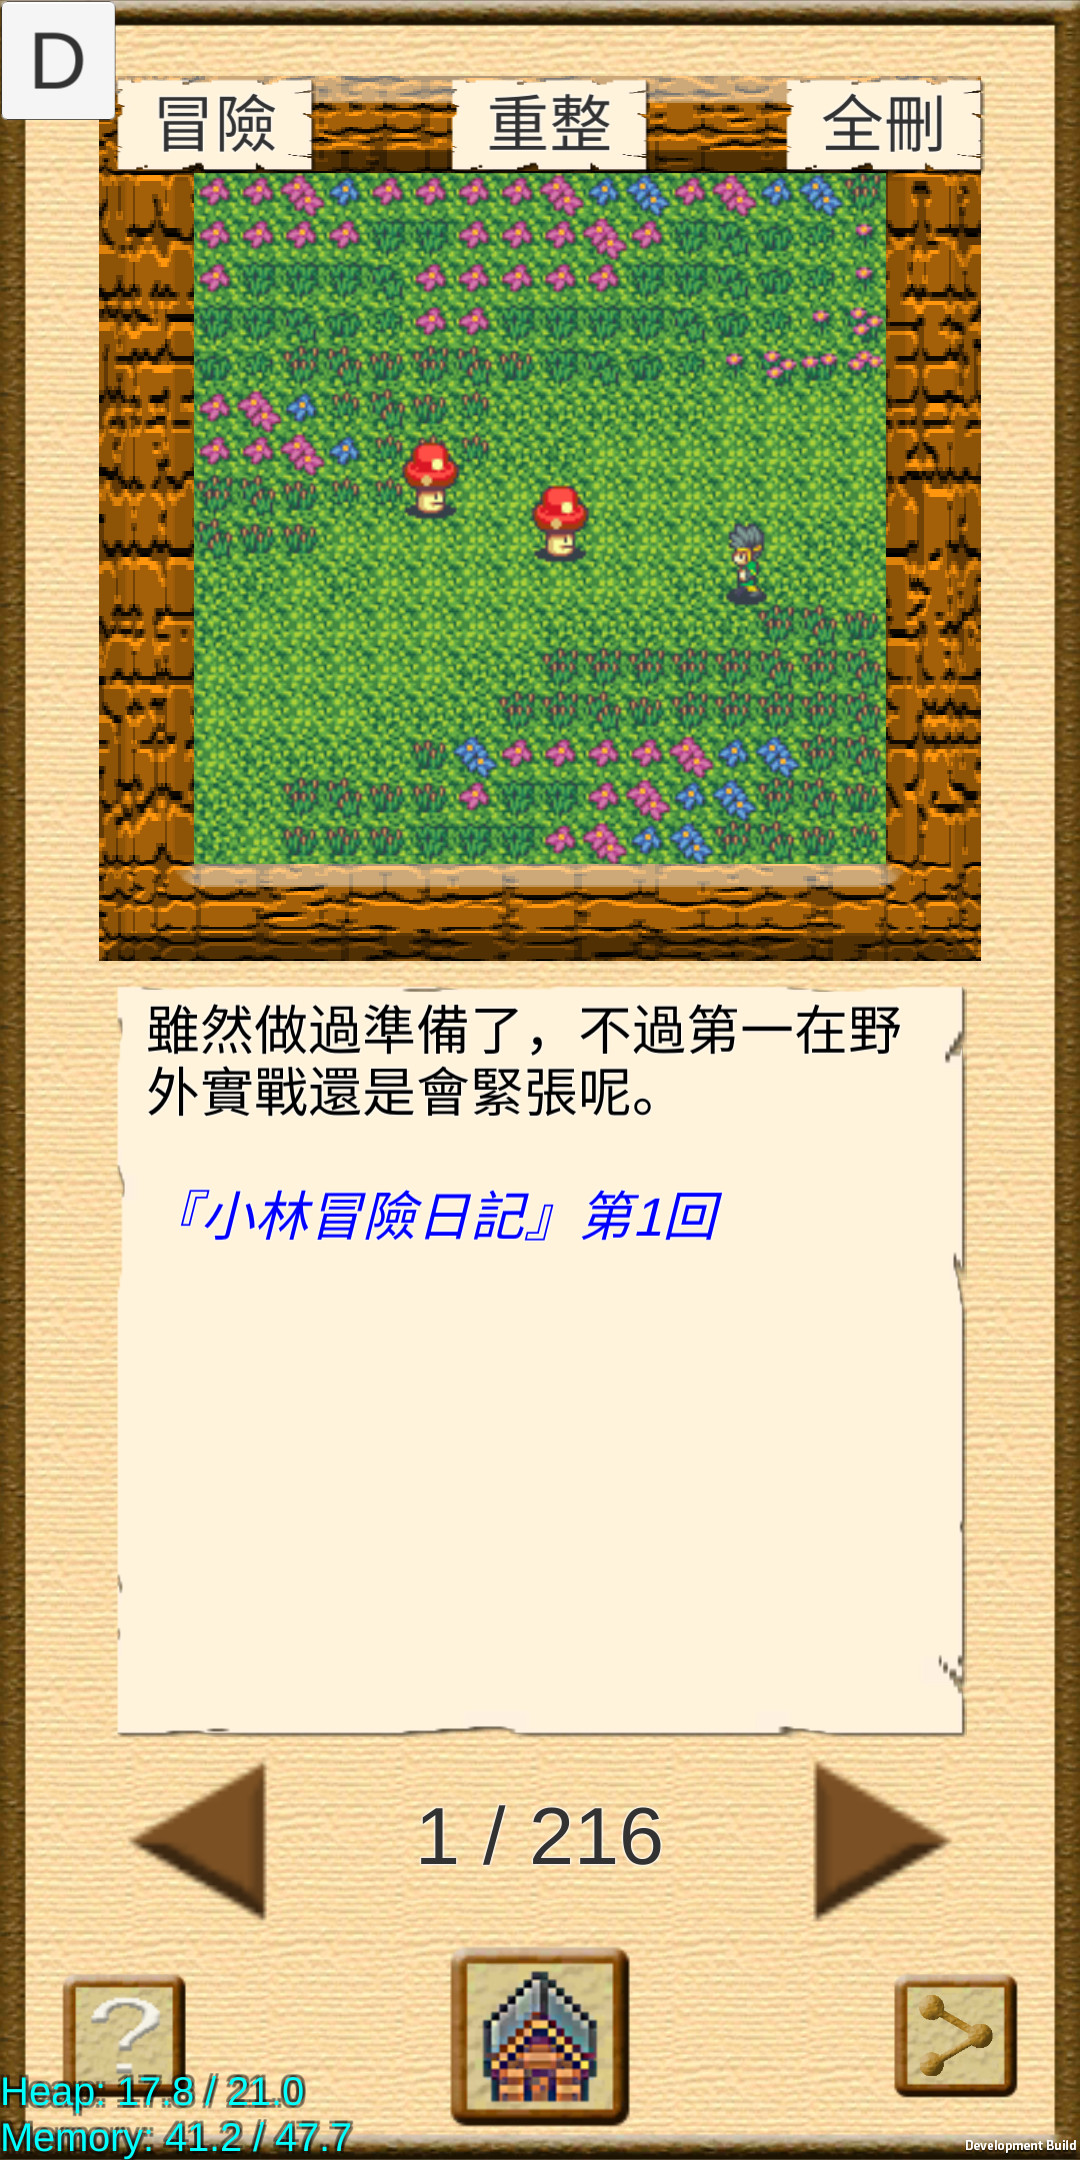 D
冒險 重整 全刪
雖然做過準備了，不過第一在野
外實戰還是會緊張呢。
『小林冒險日記』第1回
1 / 216
?
Heap: 17.8 / 21.0
Memory: 41.2 / 47.7
Development Build